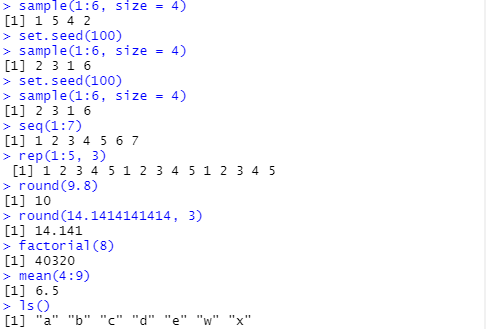 > sample(1:6, size = 4)
[1] 1 5 4 2
> set.seed(100)
> sample(1:6, size = 4)
[1] 2 3 1 6
> set.seed(100)
> sample(1:6, size = 4)
[1] 2 3 1 6
> seq(1:7)
[1] 1 2 3 4 5 6 7
> rep(1:5, 3)
 [1] 1 2 3 4 5 1 2 3 4 5 1 2 3 4 5
> round(9.8)
[1] 10
> round(14.1414141414, 3)
[1] 14.141
> factorial(8)
[1] 40320
> mean(4:9)
[1] 6.5
> ls()
[1] "a" "b" "c" "d" "e" "w" "x"